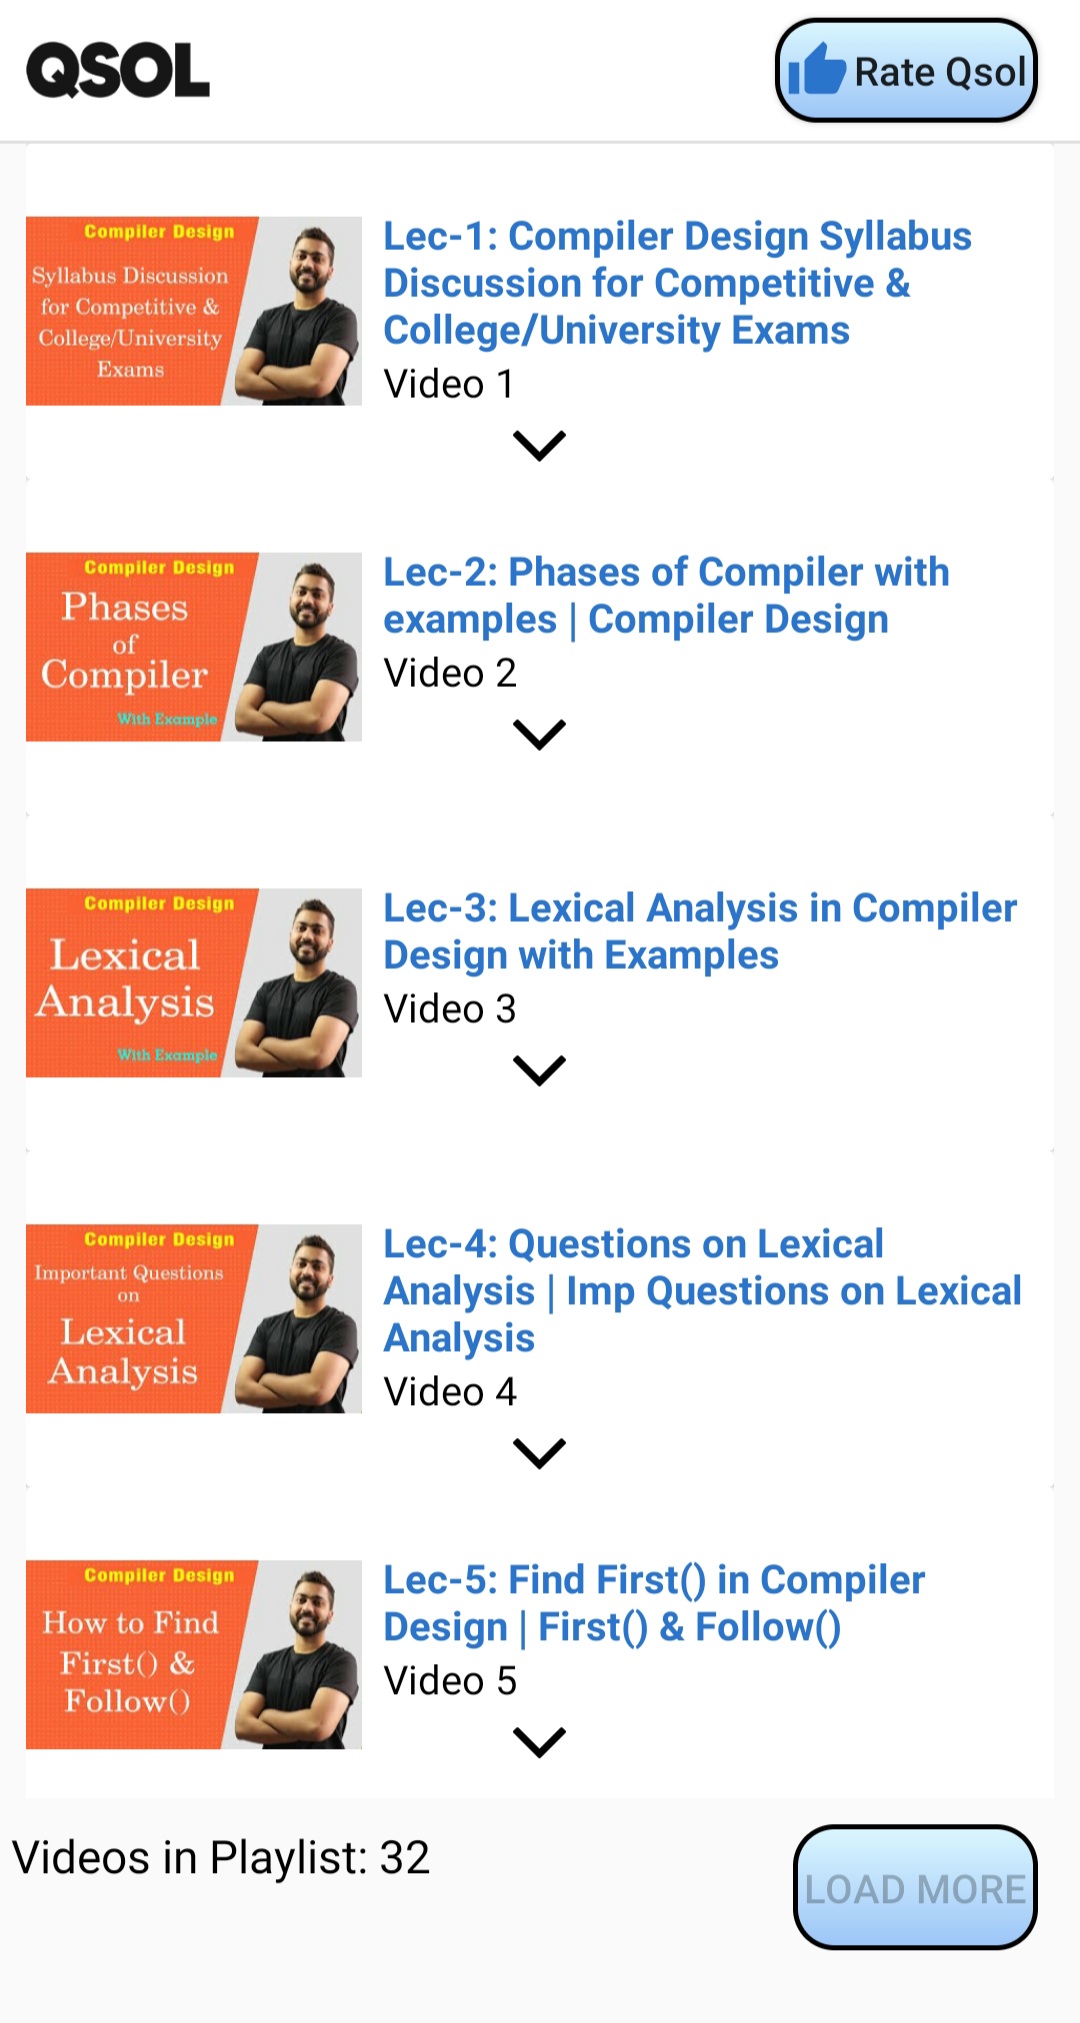 QSOL
Rate Qsol
Compiler Design
Syllabus Discussion
for Competitive &
College/University
Exams
Lec-1: Compiler Design Syllabus
Discussion for Competitive &
College/University Exams
Video 1
Compiler Design
Phases
of
Compiler
With Example
Lec-2: Phases of Compiler with
examples | Compiler Design
Video 2
Compiler Design
Lexical
Analysis
With Example
Lec-3: Lexical Analysis in Compiler
Design with Examples
Video 3
Compiler Design
Important Questions
on
Lexical
Analysis
Lec-4: Questions on Lexical
Analysis | Imp Questions on Lexical
Analysis
Video 4
Compiler Design
How to Find
First() &
Follow()
Lec-5: Find First() in Compiler
Design | First() & Follow()
Video 5
Videos in Playlist: 32
LOAD MORE